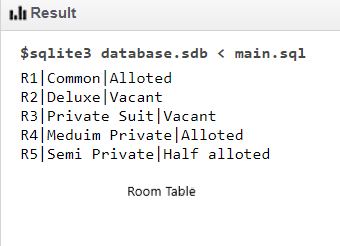 Result
$sqlite3 database.sdb < main.sql
R1|Common|Alloted
R2|Deluxe|Vacant
R3|Private Suit|Vacant
R4|Meduim Private|Alloted
R5|Semi Private|Half alloted
Room Table